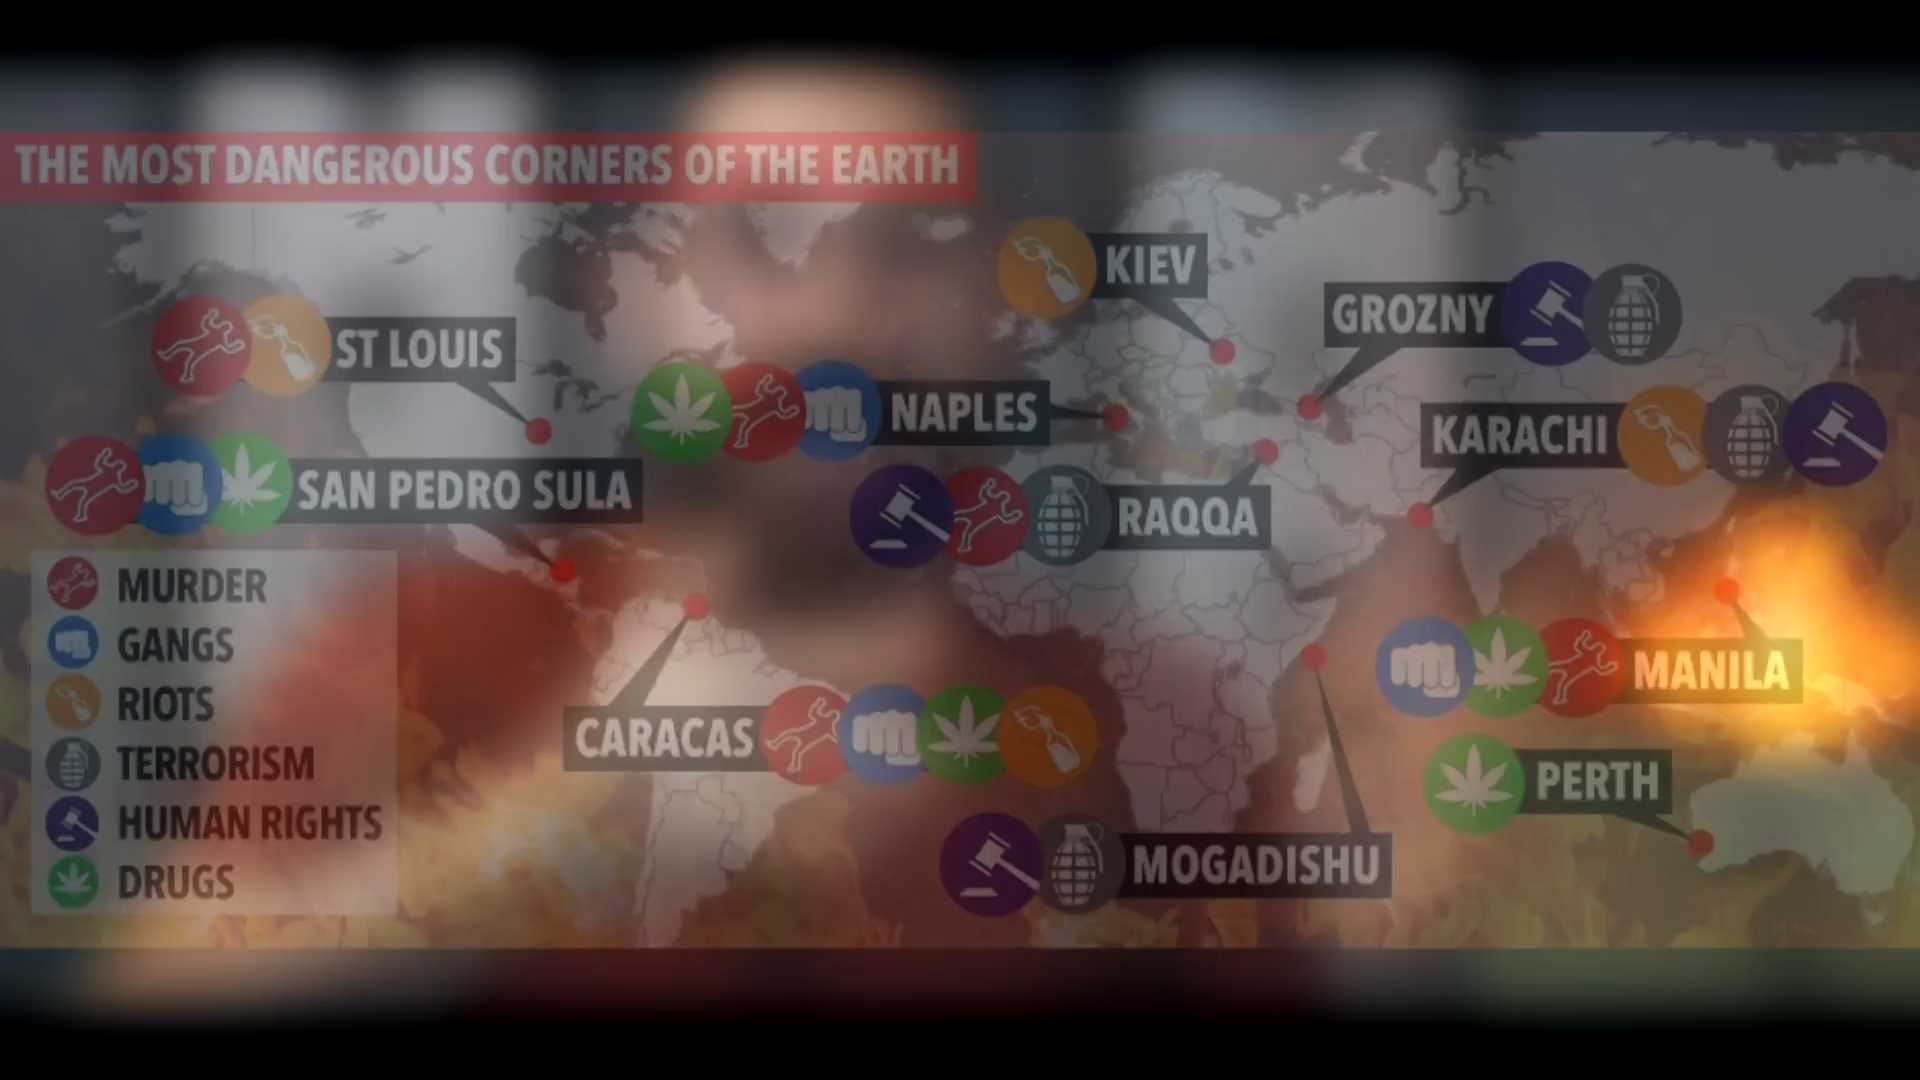 THE MOST DANGEROUS CORNERS OF THE EARTH
KIEV
GROZNY
ST LOUIS
NAPLES
KARACHI
SAN PEDRO SULA
RAQQA
MURDER
GANGS
RIOTS
TERRORISM
HUMAN RIGHTS
DRUGS
CARACAS
MANILA
PERTH
MOGADISHU